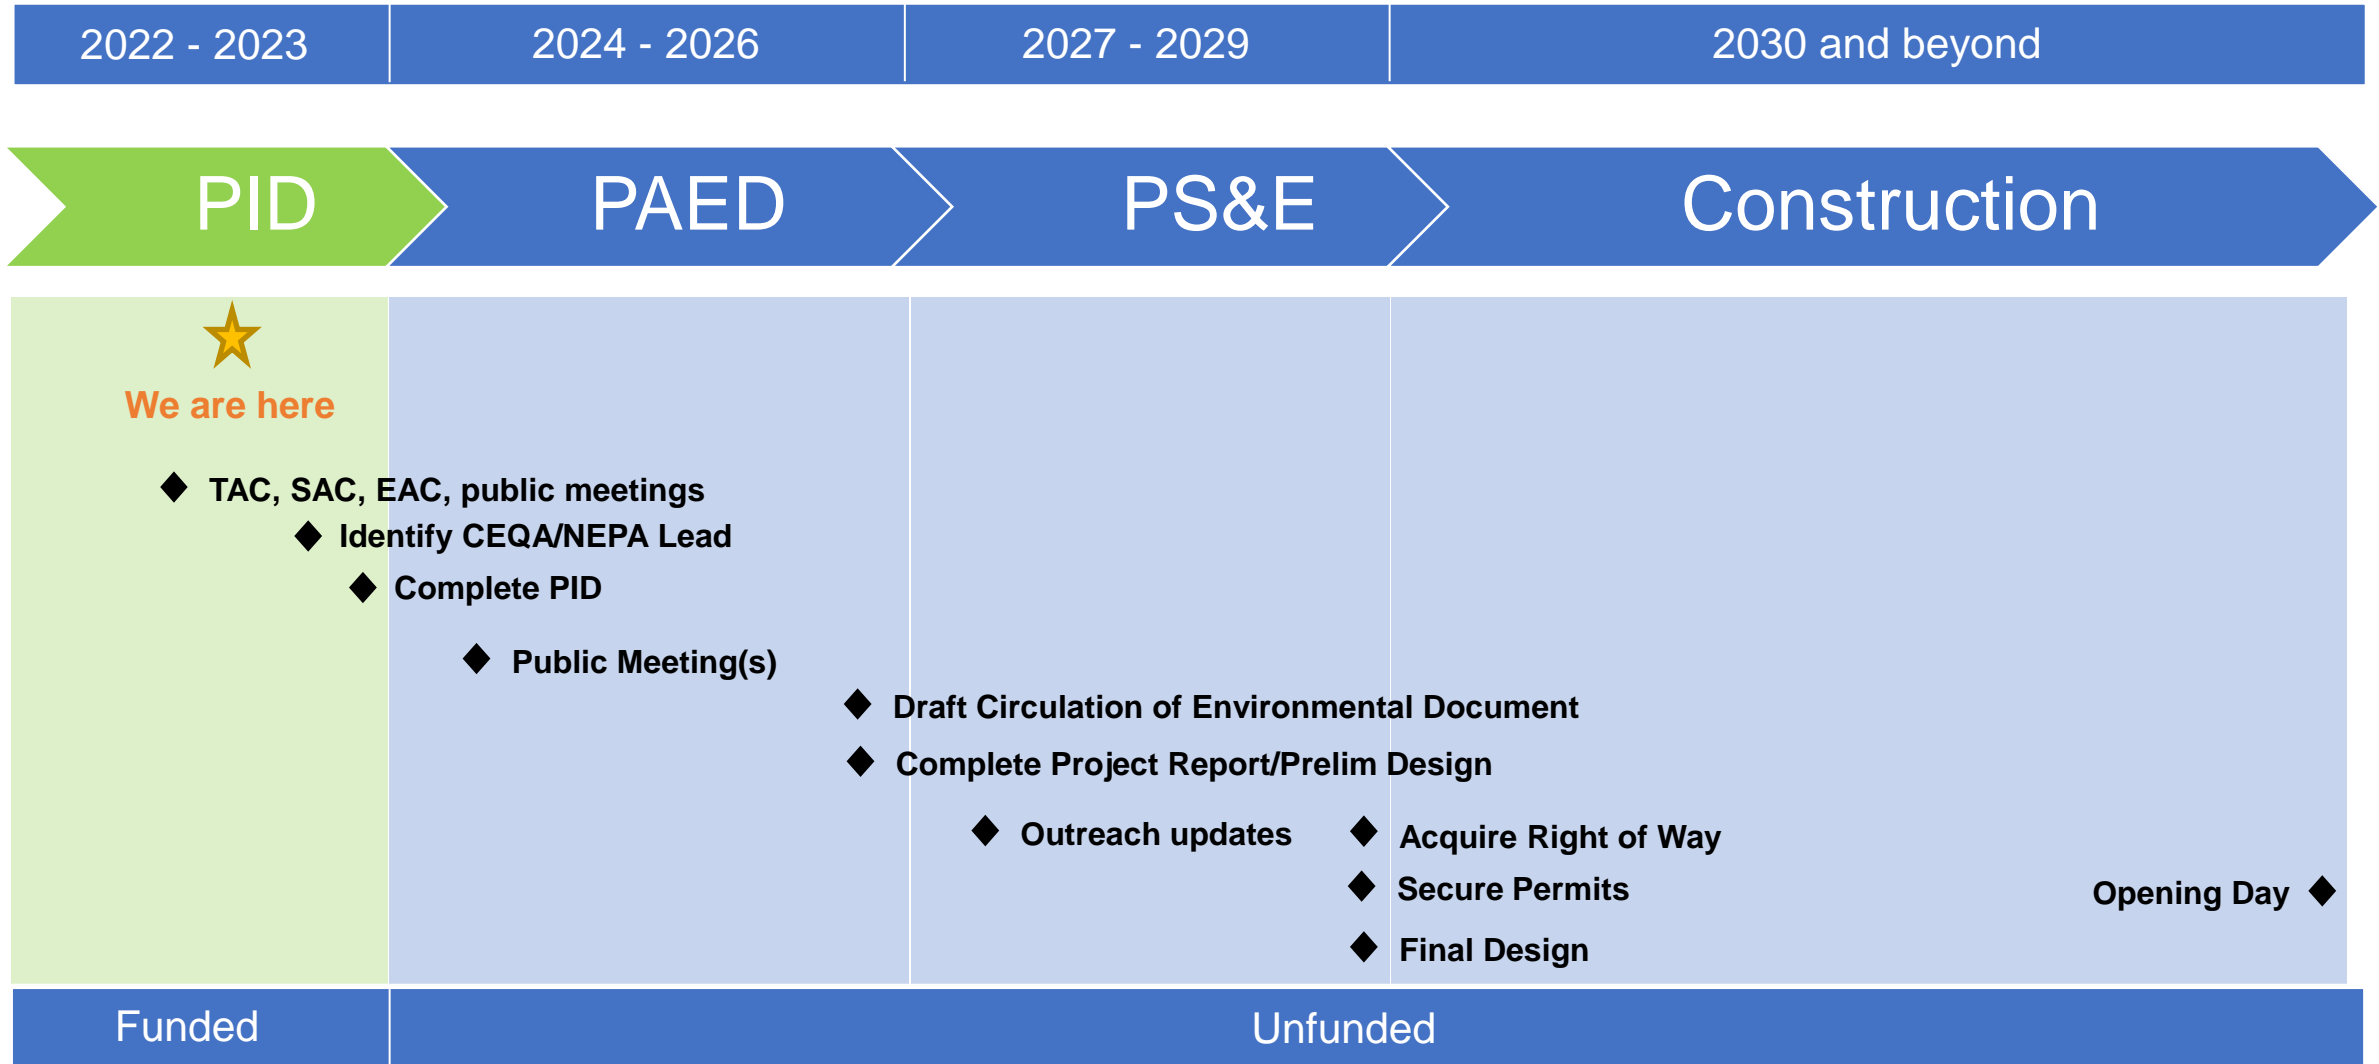 2022 - 2023
2024 - 2026
2027 - 2029
2030 and beyond
PID
PAED
PS&E
Construction
We are here
TAC, SAC, EAC, public meetings
Identify CEQA/NEPA Lead
Complete PID
Public Meeting(s)
Draft Circulation of Environmental Document
Complete Project Report/Prelim Design
Outreach updates
Acquire Right of Way
Secure Permits
Opening Day
Final Design
Funded
Unfunded